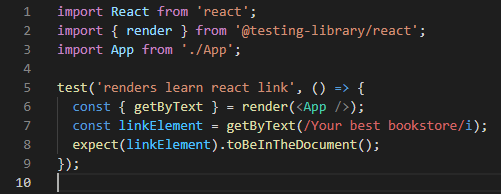 1 import React from 'react';
2 import { render } from '@testing-library/react';
3 import App from './App';
4
5 test('renders learn react link', () => {
6   const { getByText } = render(<App />);
7   const linkElement = getByText(/Your best bookstore/i);
8   expect(linkElement).toBeInTheDocument();
9 });
10